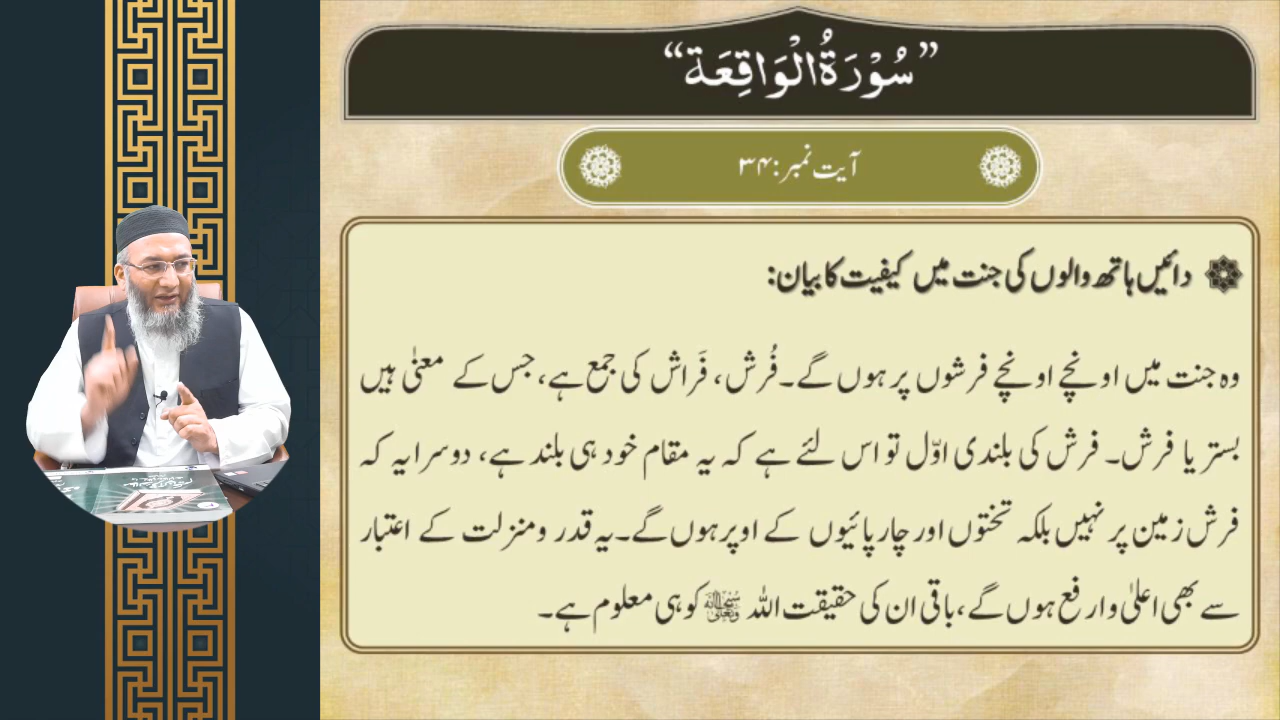 ”سُوْرَةُ الْوَاقِعَة“
آیت نمبر: ۳۴
دائیں ہاتھ والوں کی جنت میں کیفیت کا بیان:
وہ جنت میں اونچے اونچے فرشوں پر ہوں گے۔ فُرش، فَراش کی جمع ہے، جس کے معنیٰ ہیں
بستر یا فرش۔ فرش کی بلندی اوّل تو اس لئے ہے کہ یہ مقام خود ہی بلند ہے، دوسرا یہ کہ
فرش زمین پر نہیں بلکہ تختوں اور چارپائیوں کے اوپر ہوں گے۔ یہ قدر ومنزلت کے اعتبار
سے بھی اعلیٰ وارفع ہوں گے، باقی ان کی حقیقت اللہ سُبْحَانَهُ وَتَعَالٰی کو ہی معلوم ہے۔